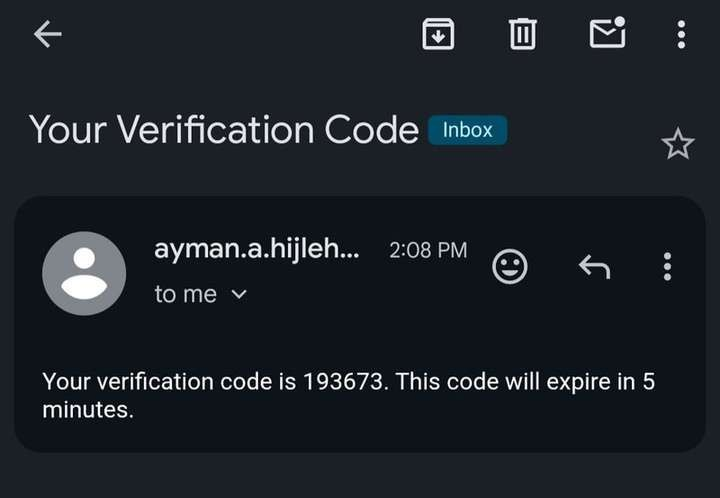 Your Verification Code Inbox
ayman.a.hijleh... 2:08 PM
to me
Your verification code is 193673. This code will expire in 5
minutes.